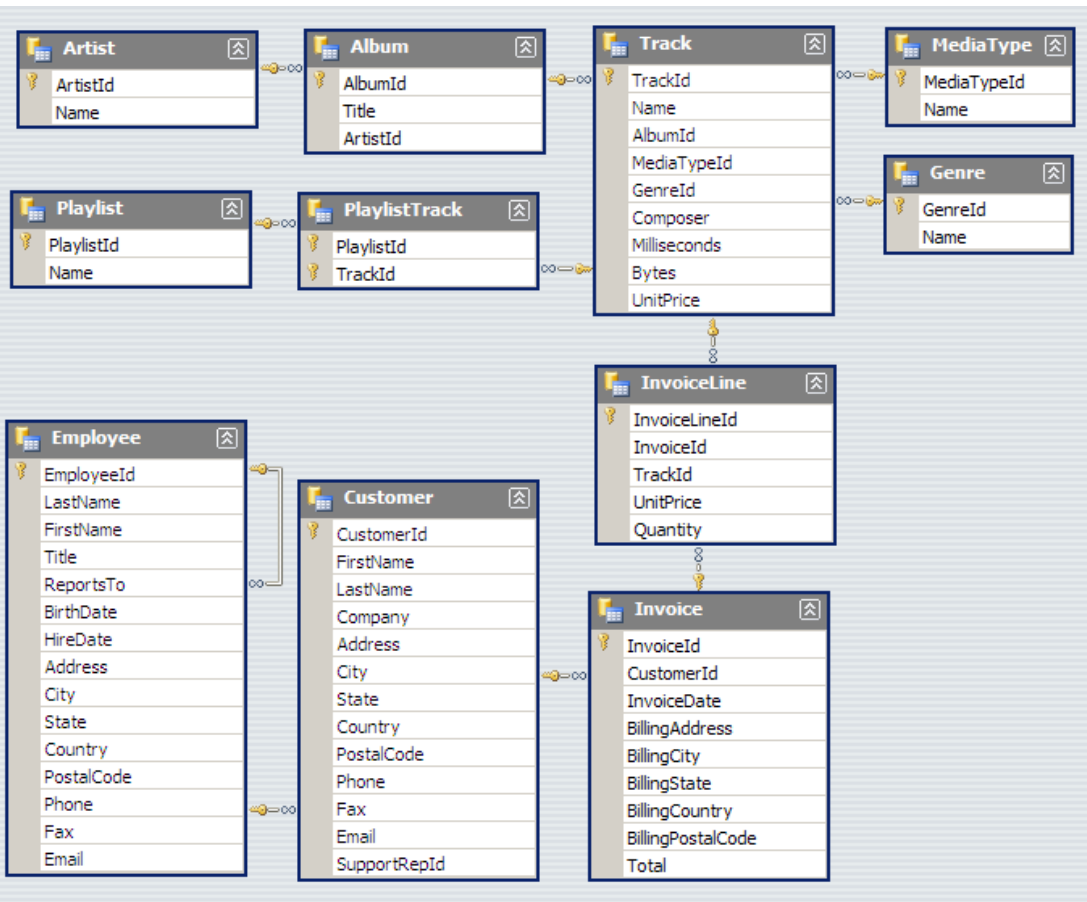 Artist
ArtistId
Name
Album
AlbumId
Title
ArtistId
Track
TrackId
Name
AlbumId
MediaTypeId
GenreId
Composer
Milliseconds
Bytes
UnitPrice
MediaType
MediaTypeId
Name
Genre
GenreId
Name
Playlist
PlaylistId
Name
PlaylistTrack
PlaylistId
TrackId
InvoiceLine
InvoiceLineId
InvoiceId
TrackId
UnitPrice
Quantity
Employee
EmployeeId
LastName
FirstName
Title
ReportsTo
BirthDate
HireDate
Address
City
State
Country
PostalCode
Phone
Fax
Email
Customer
CustomerId
FirstName
LastName
Company
Address
City
State
Country
PostalCode
Phone
Fax
Email
SupportRepId
Invoice
InvoiceId
CustomerId
InvoiceDate
BillingAddress
BillingCity
BillingState
BillingCountry
BillingPostalCode
Total